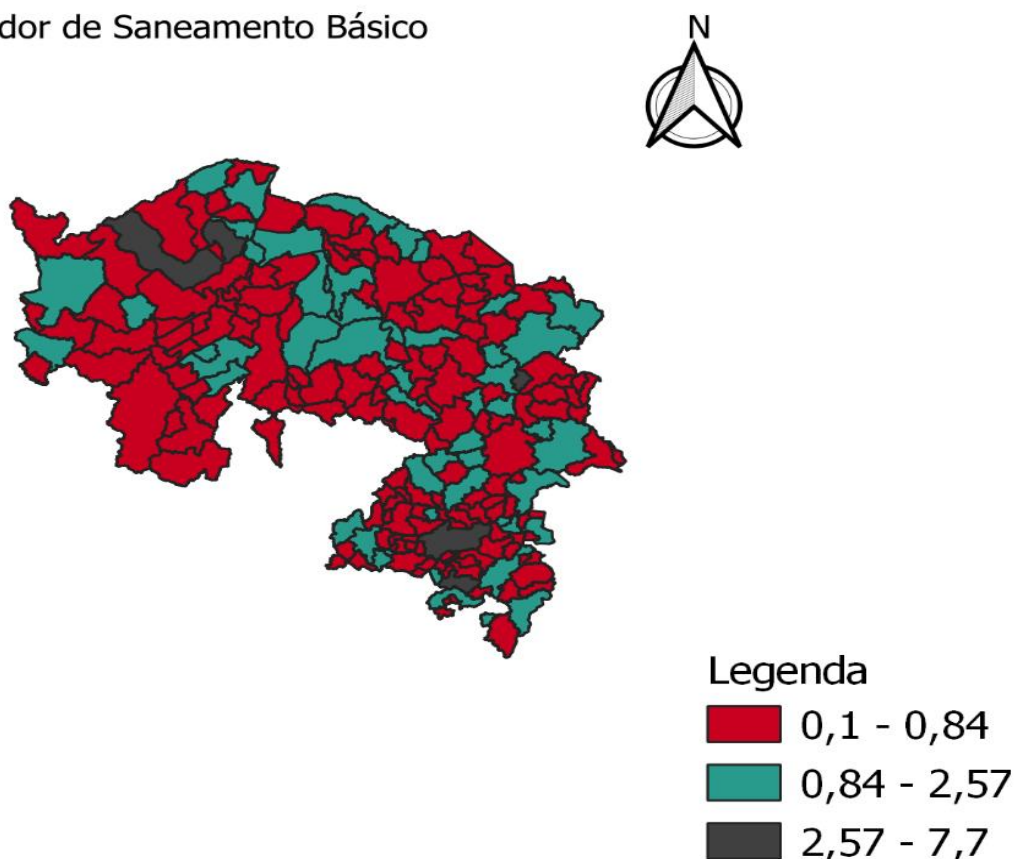 dor de Saneamento Básico
N
Legenda
0,1 - 0,84
0,84 - 2,57
2,57 - 7,7